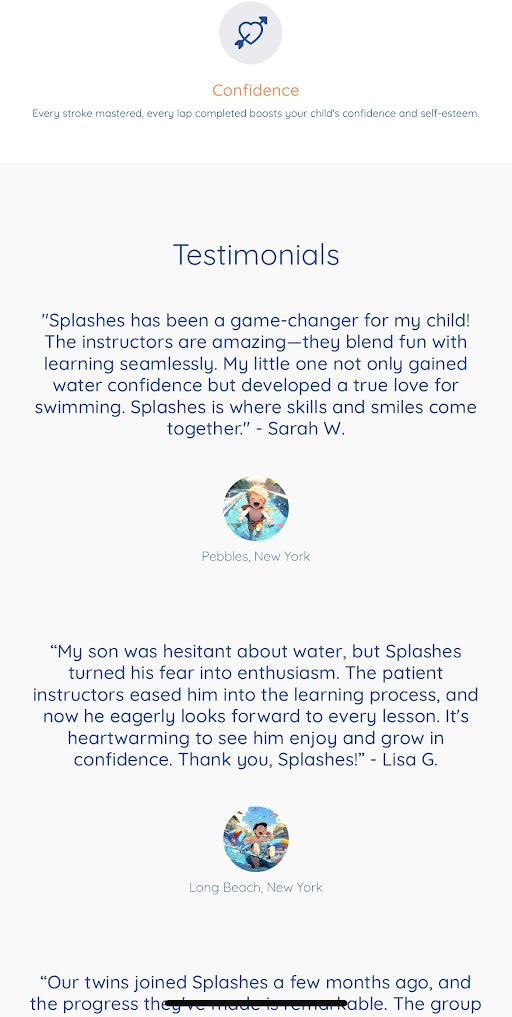 Confidence
Every stroke mastered, every lap completed boosts your child's confidence and self-esteem.
Testimonials
"Splashes has been a game-changer for my child!
The instructors are amazing—they blend fun with
learning seamlessly. My little one not only gained
water confidence but developed a true love for
swimming. Splashes is where skills and smiles come
together." - Sarah W.
Pebbles, New York
“My son was hesitant about water, but Splashes
turned his fear into enthusiasm. The patient
instructors eased him into the learning process, and
now he eagerly looks forward to every lesson. It's
heartwarming to see him enjoy and grow in
confidence. Thank you, Splashes!” - Lisa G.
Long Beach, New York
“Our twins joined Splashes a few months ago, and
the progress they've made is remarkable. The group